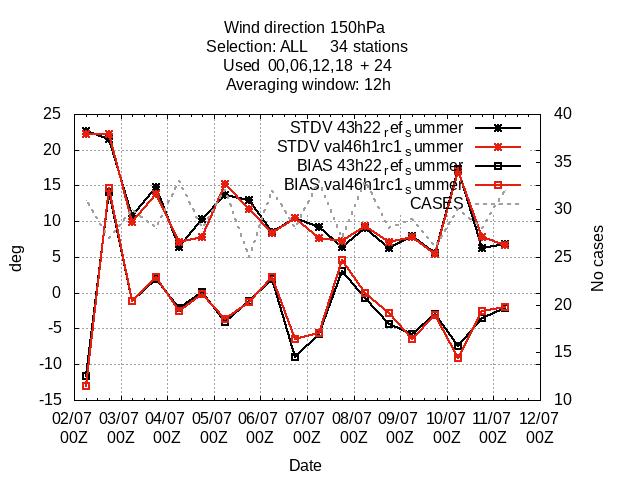 Wind direction 150hPa
Selection: ALL 34 stations
Used 00,06,12,18 + 24
Averaging window: 12h
STDV 43h22_ref_summer
STDV val46h1rc1_summer
BIAS 43h22_ref_summer
BIAS val46h1rc1_summer
CASES
25
20
15
10
5
0
-5
-10
-15
deg
40
35
30
25
20
15
10
No cases
02/07 03/07 04/07 05/07 06/07 07/07 08/07 09/07 10/07 11/07 12/07
00Z 00Z 00Z 00Z 00Z 00Z 00Z 00Z 00Z 00Z 00Z
Date